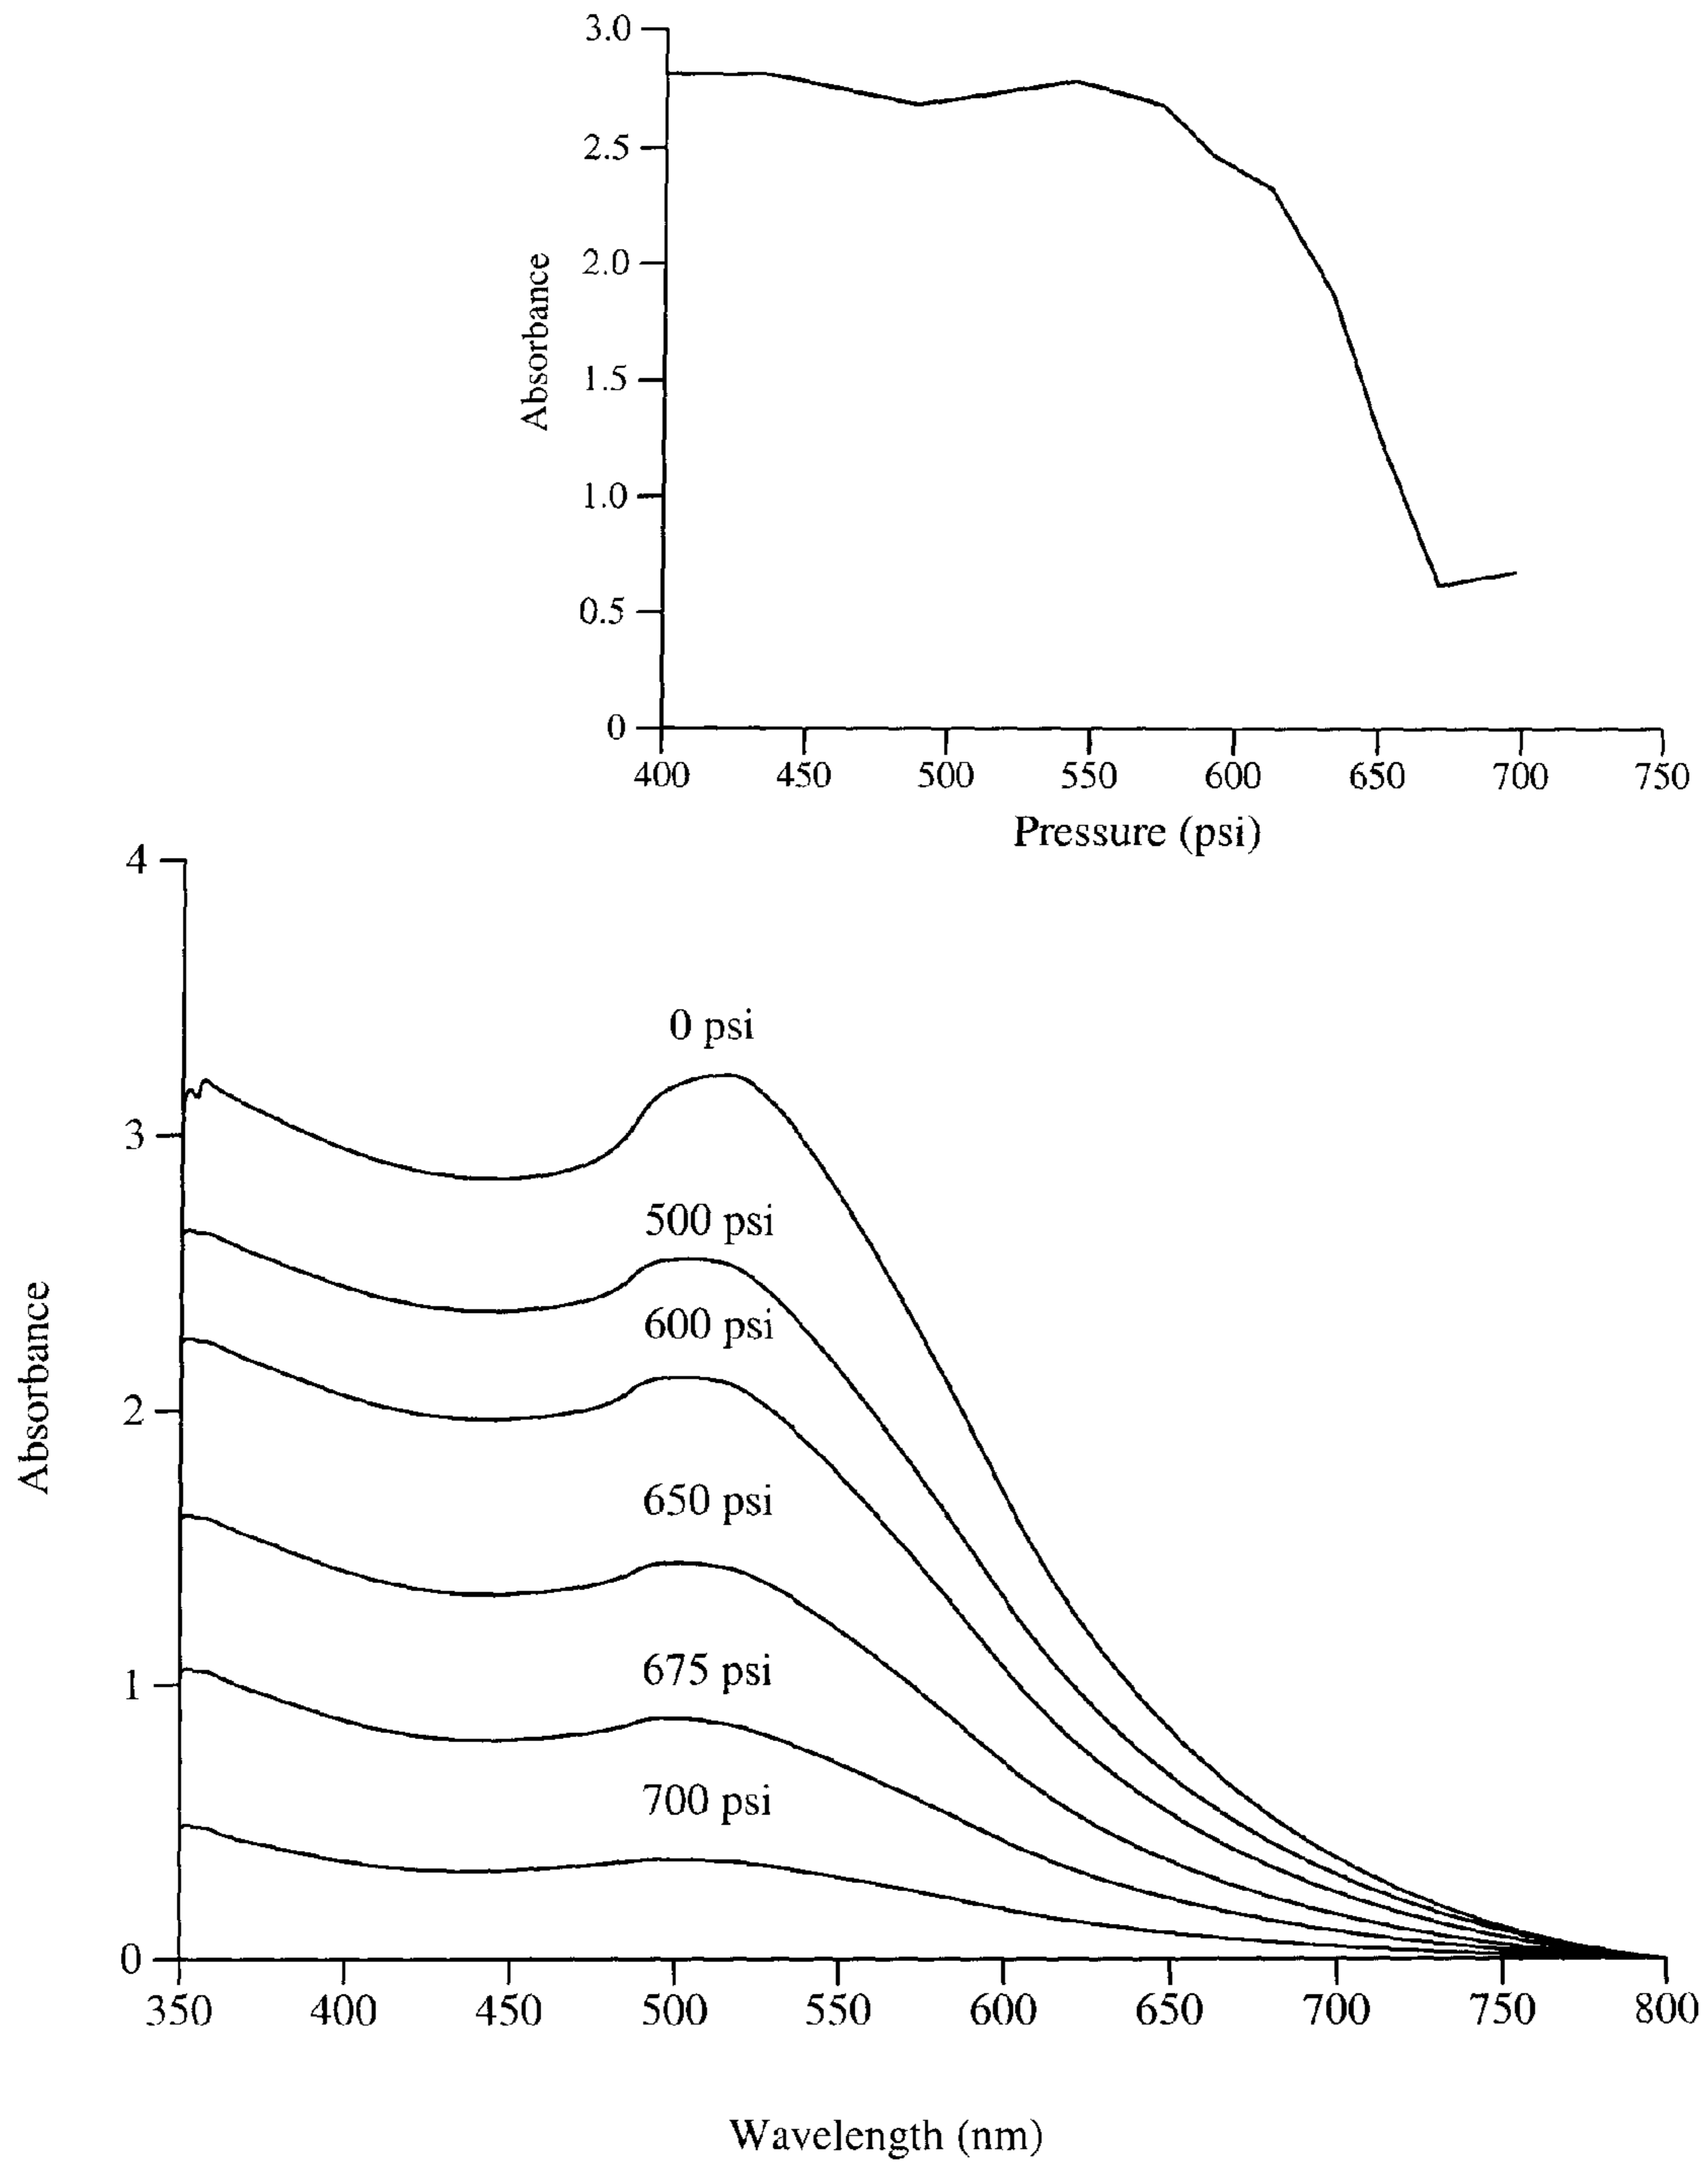 3.0
2.5
2.0
1.5
1.0
0.5
0
Absorbance
400 450 500 550 600 650 700 750
Pressure (psi)
4
3
2
1
0
Absorbance
0 psi
500 psi
600 psi
650 psi
675 psi
700 psi
350 400 450 500 550 600 650 700 750 800
Wavelength (nm)